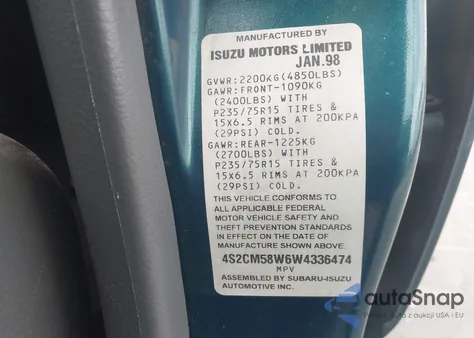 MANUFACTURED BY
ISUZU MOTORS LIMITED
JAN.98
GVWR:2200KG(4850LBS)
GAWR:FRONT-1090KG
(2400LBS) WITH
P235/75R15 TIRES &
15X6.5 RIMS AT 200KPA
(29PSI) COLD.
GAWR:REAR-1225KG
(2700LBS) WITH
P235/75R15 TIRES &
15X6.5 RIMS AT 200KPA
(29PSI) COLD.
THIS VEHICLE CONFORMS TO
ALL APPLICABLE FEDERAL
MOTOR VEHICLE SAFETY AND
THEFT PREVENTION STANDARDS
IN EFFECT ON THE DATE OF
MANUFACTURE SHOWN ABOVE.
4S2CM58W6W4336474
MPV
ASSEMBLED BY SUBARU-ISUZU
AUTOMOTIVE INC.
autoSnap
z aukcji USA i EU